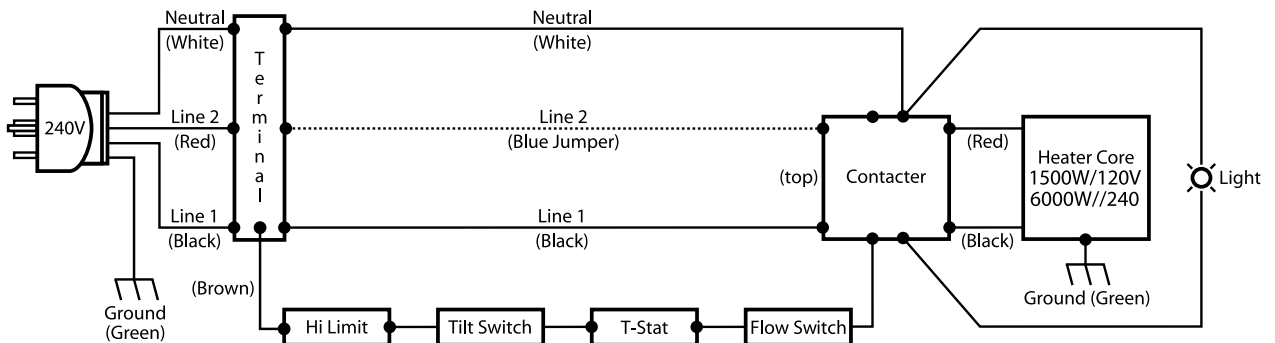 Neutral
(White)
Neutral
(White)
Terminal
240V
Line 2
(Red)
Line 2
(Blue Jumper)
(Red)
(top)
Contacter
Heater Core
1500W/120V
6000W//240
Light
Line 1
(Black)
Line 1
(Black)
(Black)
(Brown)
Ground
(Green)
Ground (Green)
Hi Limit
Tilt Switch
T-Stat
Flow Switch